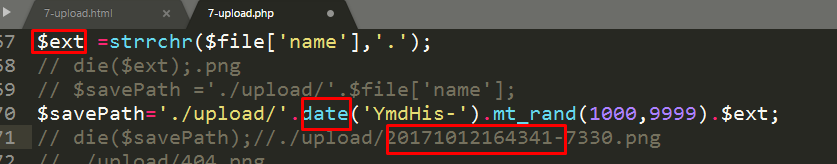 7-upload.html × 7-upload.php
67 $ext =strrchr($file['name'],'.');
68 // die($ext);.png
69 // $savePath ='./upload/'.$file['name'];
70 $savePath='./upload/'.date('YmdHis-').mt_rand(1000,9999).$ext;
71 // die($savePath);//./upload/20171012164341-7330.png
72 // ./upload/404.png